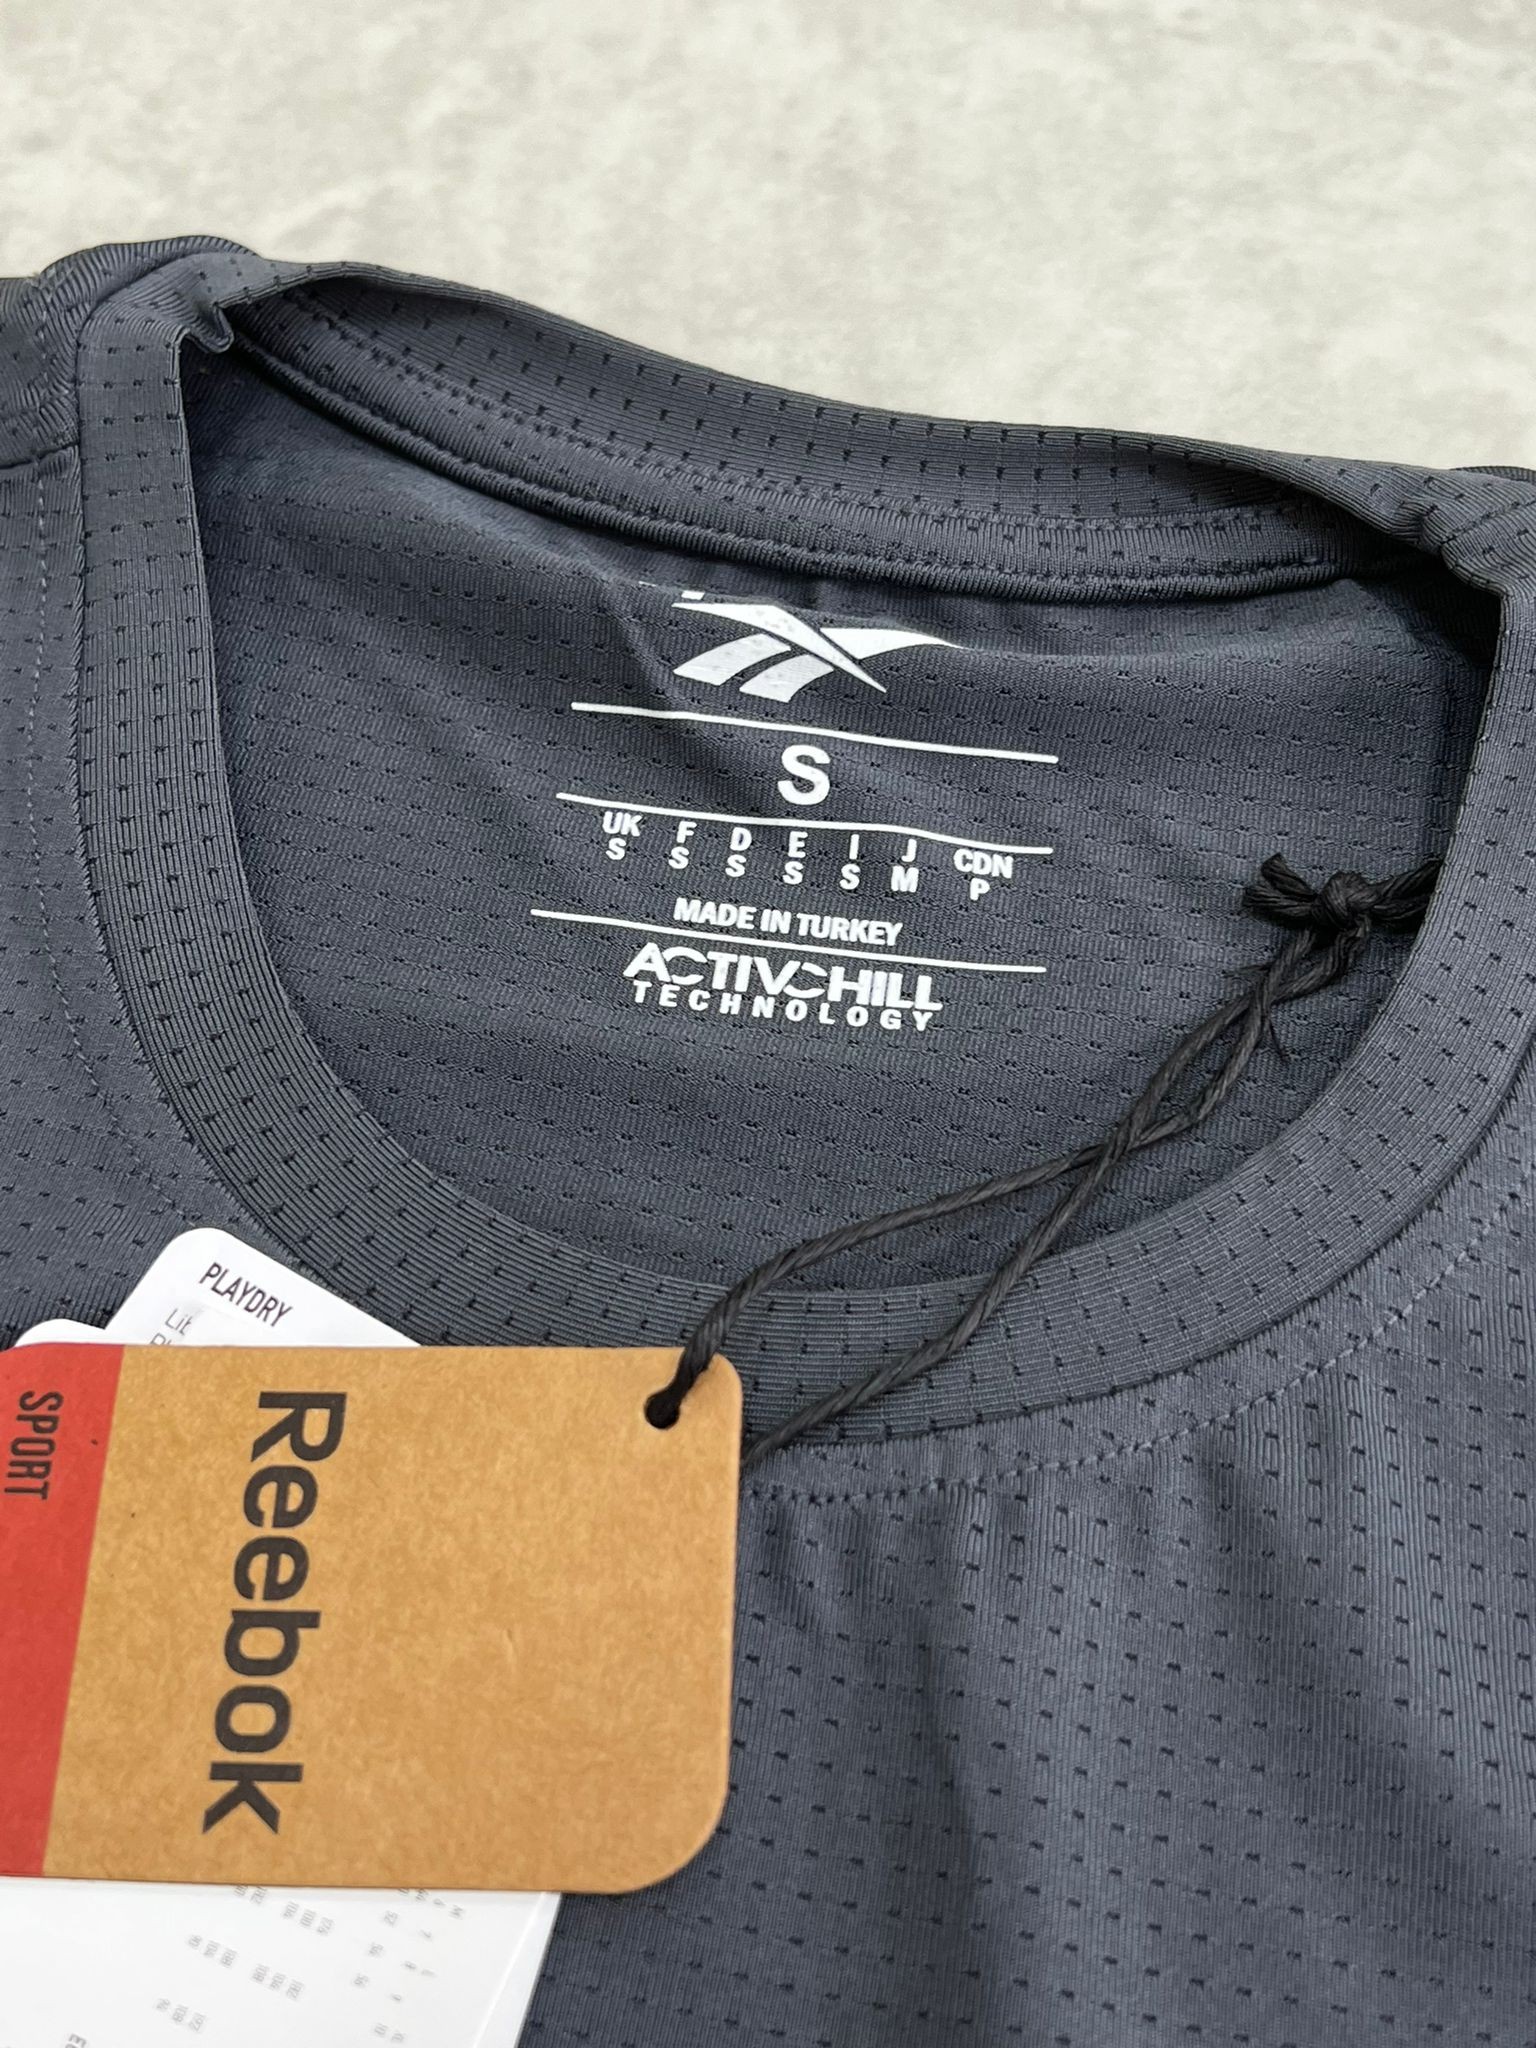 S
UK F D E I J CDN
S S S S S M P
MADE IN TURKEY
ACTIVCHILL
TECHNOLOGY
PLAYDRY
Reebok
SPORT